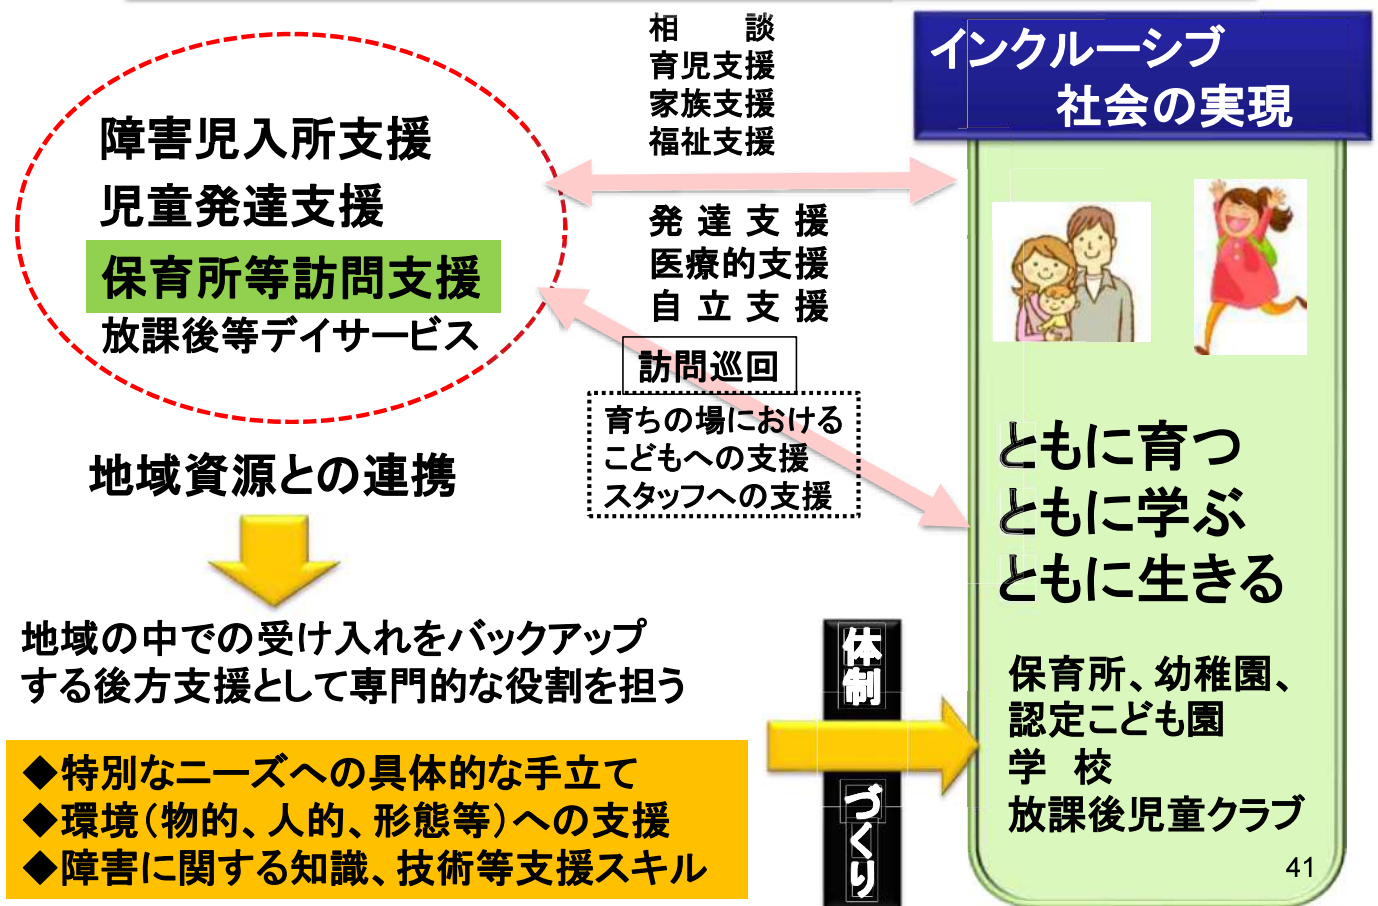 障害児入所支援
児童発達支援
保育所等訪問支援
放課後等デイサービス
地域資源との連携
地域の中での受け入れをバックアップ
する後方支援として専門的な役割を担う
◆特別なニーズへの具体的な手立て
◆環境(物的、人的、形態等)への支援
◆障害に関する知識、技術等支援スキル
相　　談
育児支援
家族支援
福祉支援
発 達 支 援
医療的支援
自 立 支 援
訪問巡回
育ちの場における
こどもへの支援
スタッフへの支援
体制
づくり
インクルーシブ
社会の実現
ともに育つ
ともに学ぶ
ともに生きる
保育所、幼稚園、
認定こども園
学　校
放課後児童クラブ
41